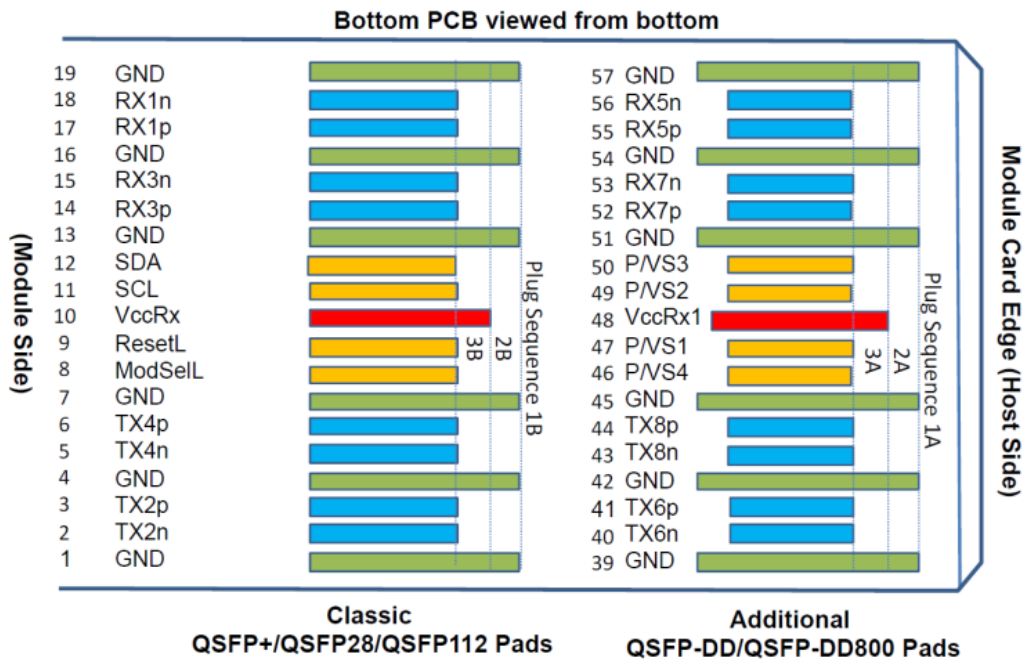 Bottom PCB viewed from bottom
19 GND 57 GND
18 RX1n 56 RX5n
17 RX1p 55 RX5p
16 GND 54 GND
15 RX3n 53 RX7n
14 RX3p 52 RX7p
13 GND 51 GND
12 SDA 50 P/VS3
11 SCL 49 P/VS2
10 VccRx 48 VccRx1
9 ResetL 47 P/VS1
8 ModSelL 46 P/VS4
7 GND 45 GND
6 TX4p 44 TX8p
5 TX4n 43 TX8n
4 GND 42 GND
3 TX2p 41 TX6p
2 TX2n 40 TX6n
1 GND 39 GND
(Module Side)
3B
2B
Plug Sequence 1B
3A
2A
Plug Sequence 1A
Module Card Edge (Host Side)
Classic
QSFP+/QSFP28/QSFP112 Pads
Additional
QSFP-DD/QSFP-DD800 Pads